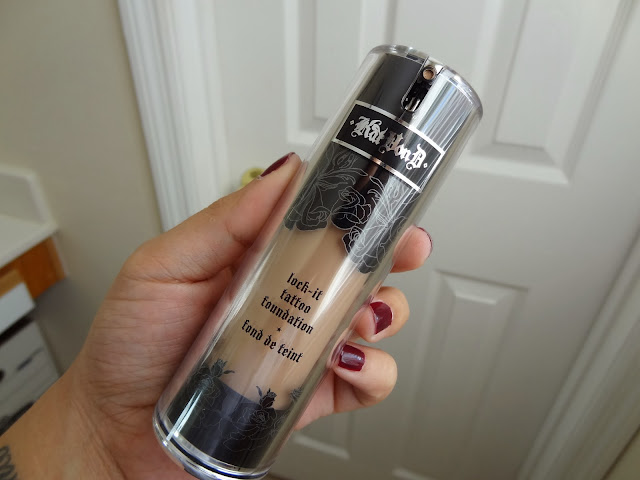 ·Kat Von D·
lock-it
tattoo
foundation
·
fond de teint